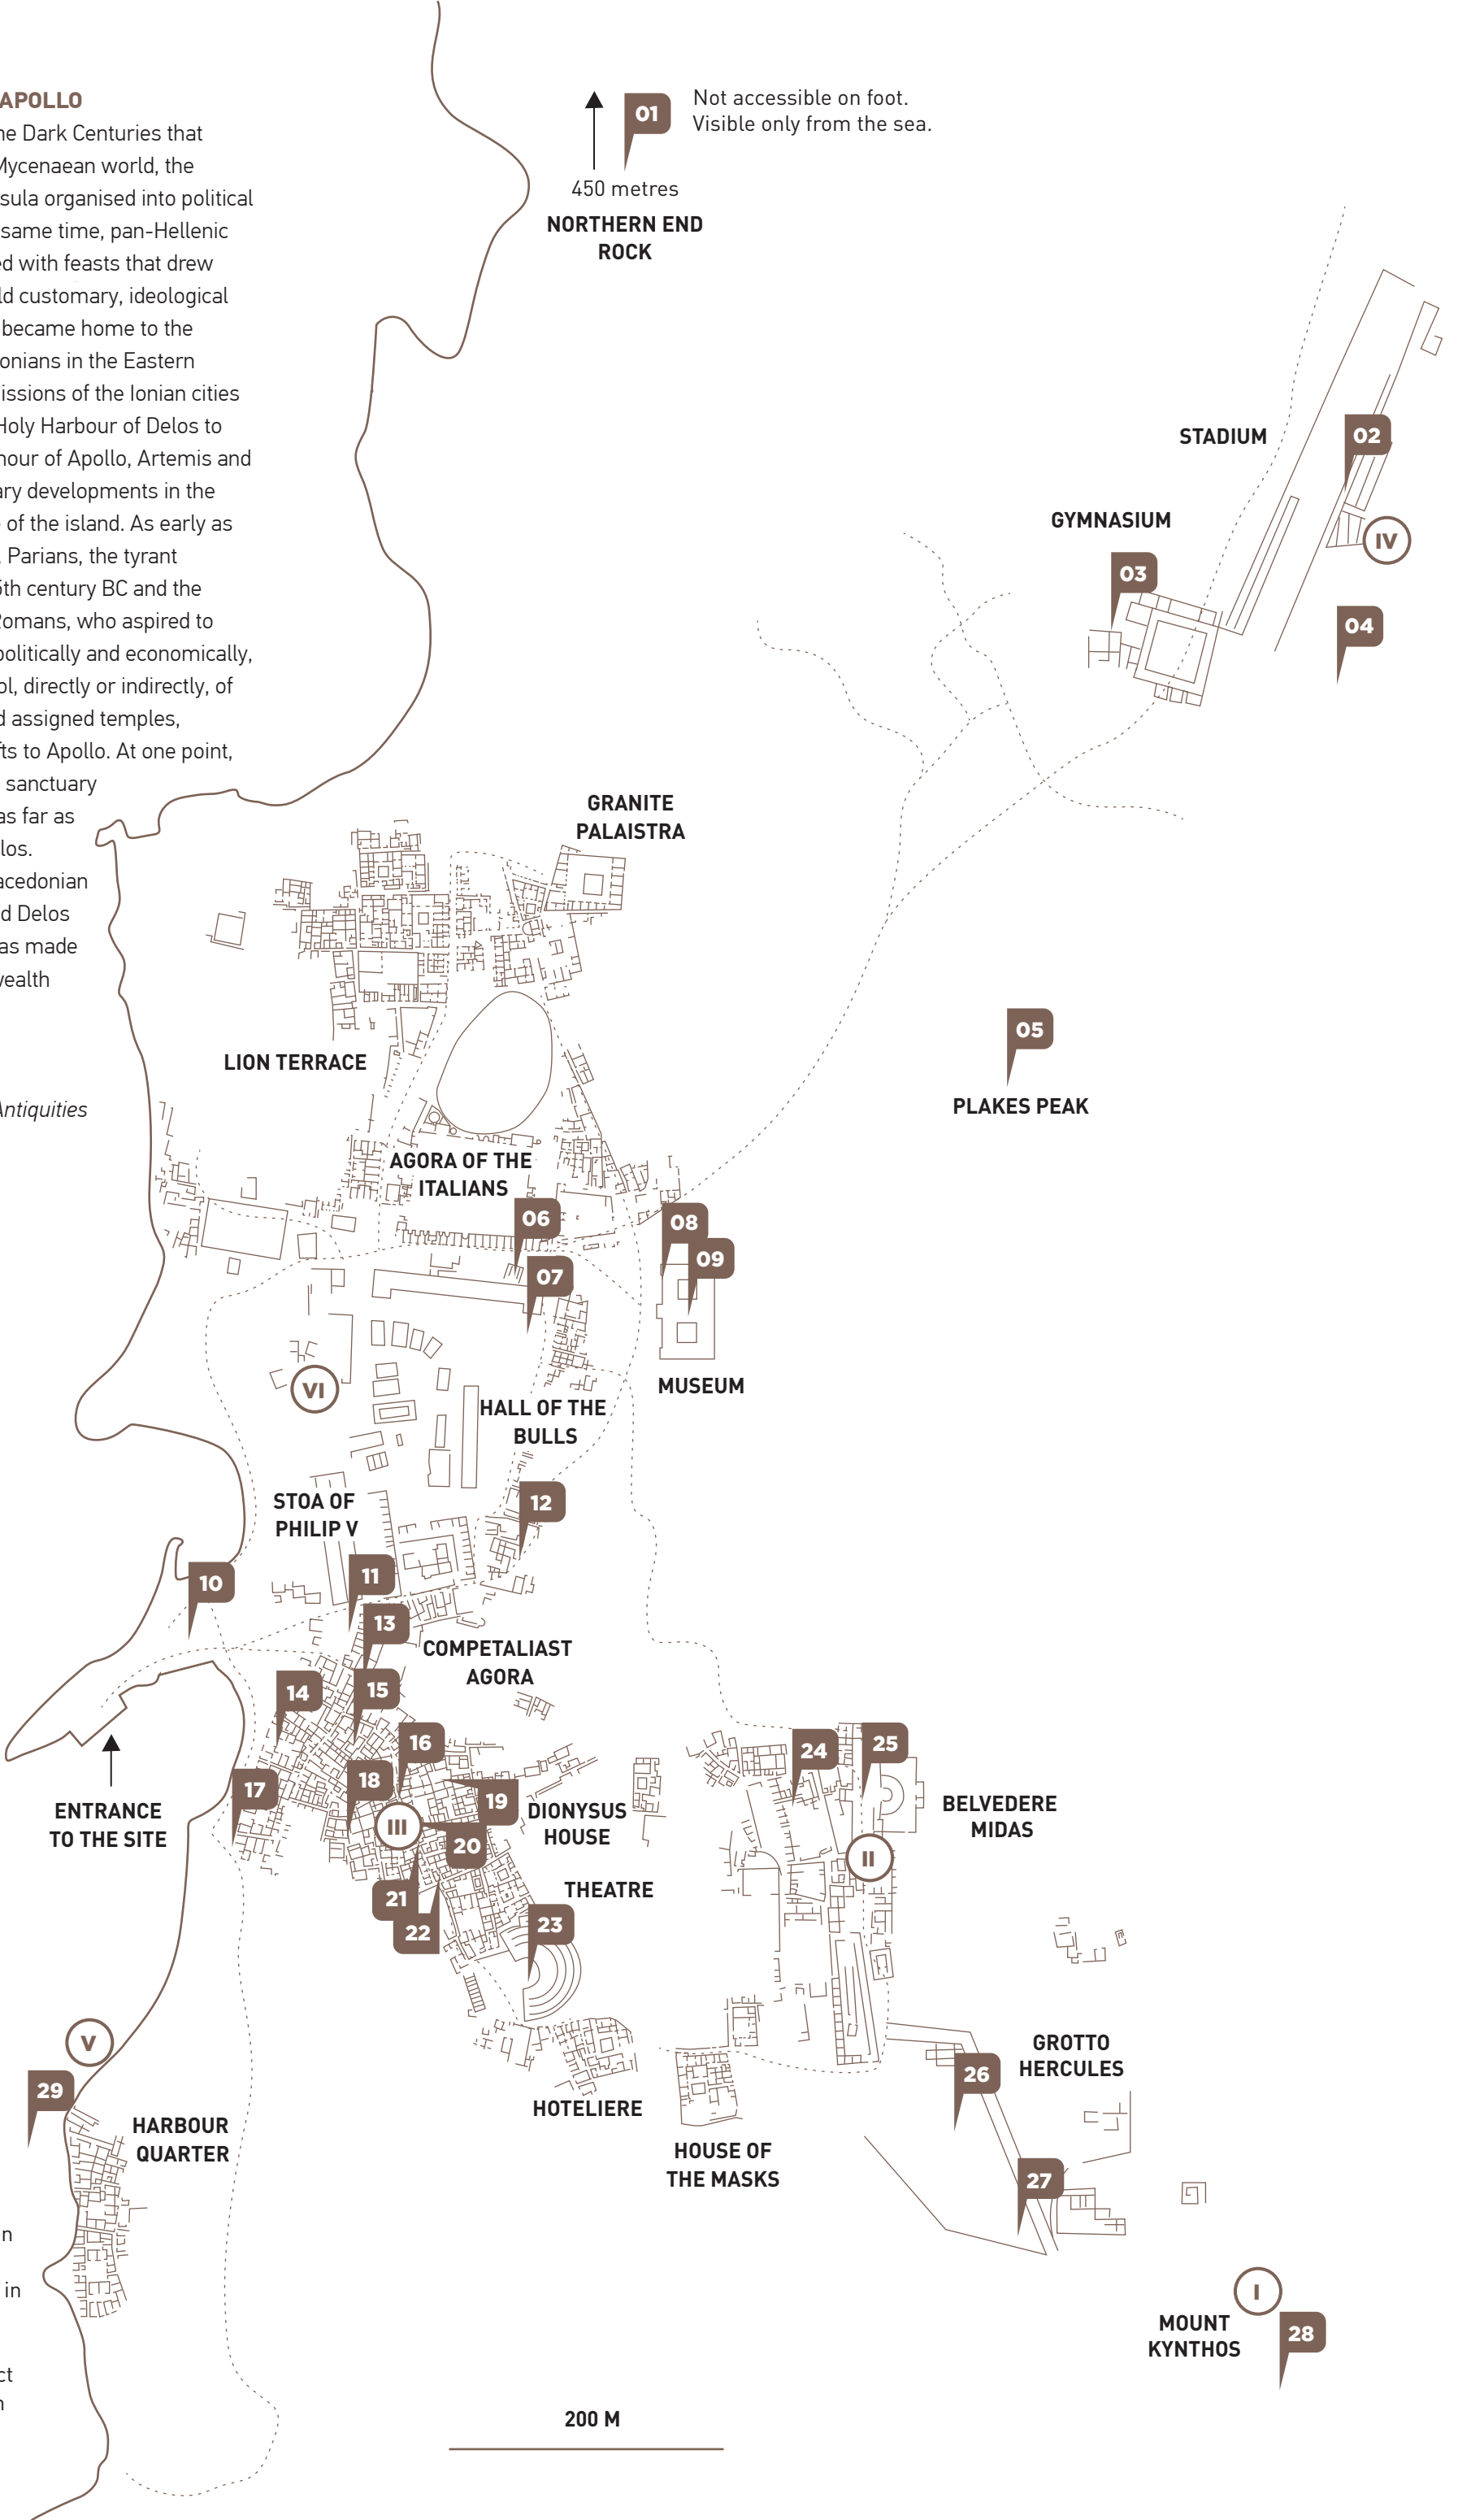 APOLLO
ne Dark Centuries that
Mycenaean world, the
sula organised into political
same time, pan-Hellenic
ed with feasts that drew
ld customary, ideological
became home to the
onians in the Eastern
issions of the Ionian cities
Holy Harbour of Delos to
nour of Apollo, Artemis and
ary developments in the
of the island. As early as
Parians, the tyrant
6th century BC and the
Romans, who aspired to
politically and economically,
ol, directly or indirectly, of
d assigned temples,
fts to Apollo. At one point,
sanctuary
as far as
los.
acedonian
d Delos
as made
ealth
Antiquities
01
Not accessible on foot.
Visible only from the sea.
450 metres
NORTHERN END
ROCK
STADIUM
02
IV
GYMNASIUM
03
04
GRANITE
PALAISTRA
05
PLAKES PEAK
LION TERRACE
AGORA OF THE
ITALIANS
06
07
08
09
MUSEUM
VI
HALL OF THE
BULLS
STOA OF
PHILIP V
12
10
11
13
COMPETALIAST
AGORA
14
15
16
17
18
19
III
20
DIONYSUS
HOUSE
ENTRANCE
TO THE SITE
24
25
BELVEDERE
MIDAS
II
21
22
THEATRE
23
V
29
HARBOUR
QUARTER
HOTELIERE
HOUSE OF
THE MASKS
GROTTO
HERCULES
26
27
I
MOUNT
KYNTHOS
28
n
in
ct
n
200 M